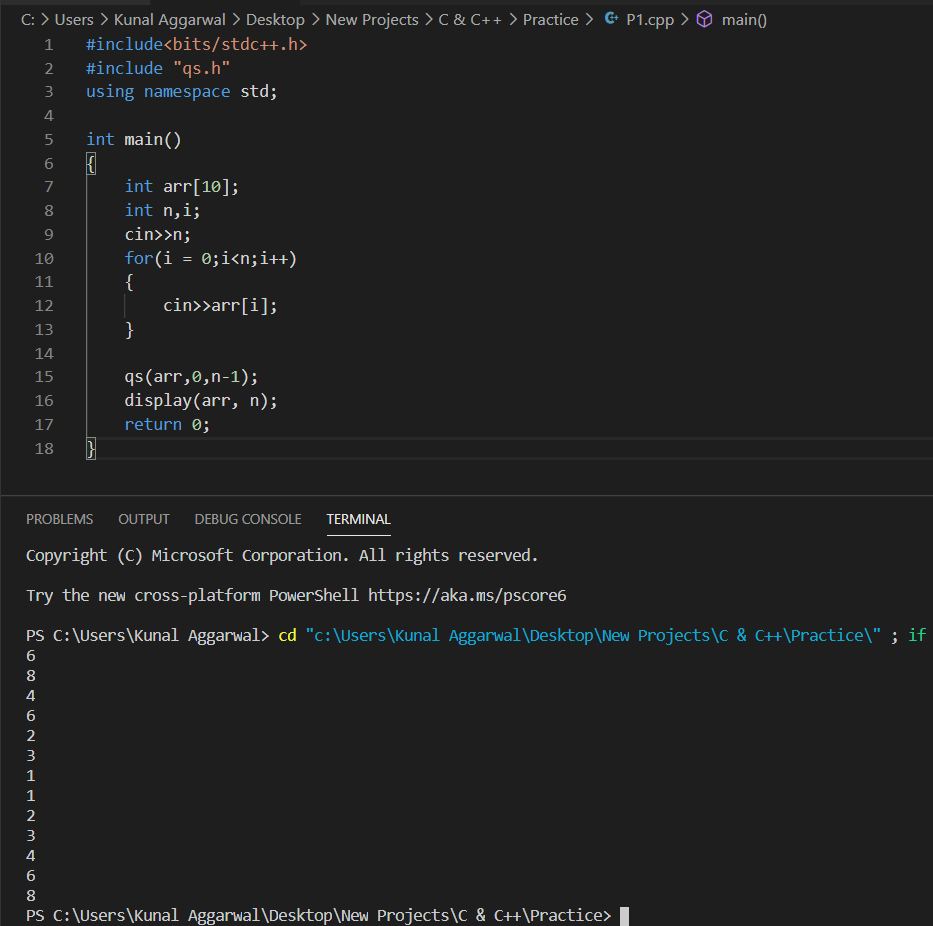 C: > Users > Kunal Aggarwal > Desktop > New Projects > C & C++ > Practice > P1.cpp > main()
1 #include<bits/stdc++.h>
2 #include "qs.h"
3 using namespace std;
4
5 int main()
6 {
7 int arr[10];
8 int n,i;
9 cin>>n;
10 for(i = 0;i<n;i++)
11 {
12 cin>>arr[i];
13 }
14
15 qs(arr,0,n-1);
16 display(arr, n);
17 return 0;
18 }
PROBLEMS OUTPUT DEBUG CONSOLE TERMINAL
Copyright (C) Microsoft Corporation. All rights reserved.
Try the new cross-platform PowerShell https://aka.ms/pscore6
PS C:\Users\Kunal Aggarwal> cd "c:\Users\Kunal Aggarwal\Desktop\New Projects\C & C++\Practice\" ; if
6
8
4
6
2
3
1
1
2
3
4
6
8
PS C:\Users\Kunal Aggarwal\Desktop\New Projects\C & C++\Practice>